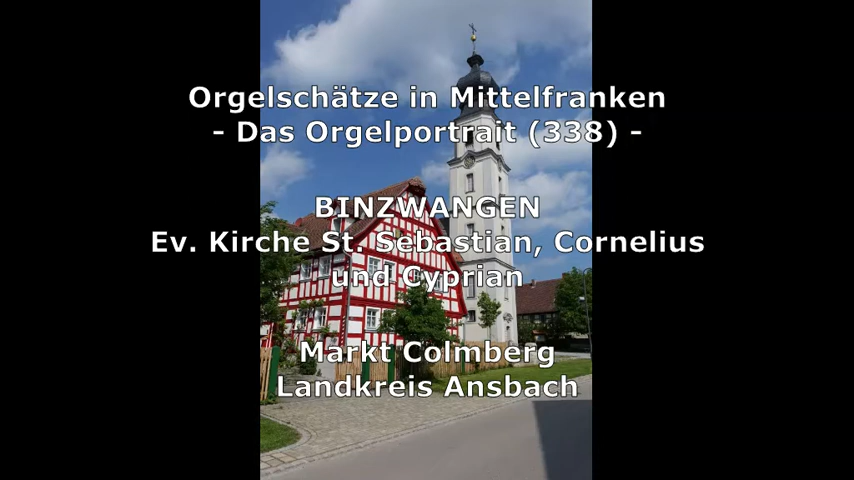 Orgelschätze in Mittelfranken
- Das Orgelportrait (338) -
BINZWANGEN
Ev. Kirche St. Sebastian, Cornelius
und Cyprian
Markt Colmberg
Landkreis Ansbach